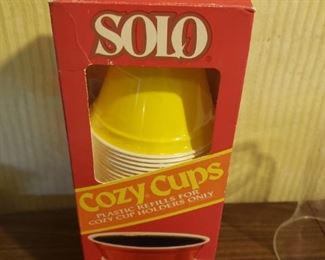 SOLO®
Cozy Cups
PLASTIC REFILLS FOR
COZY CUP HOLDERS ONLY